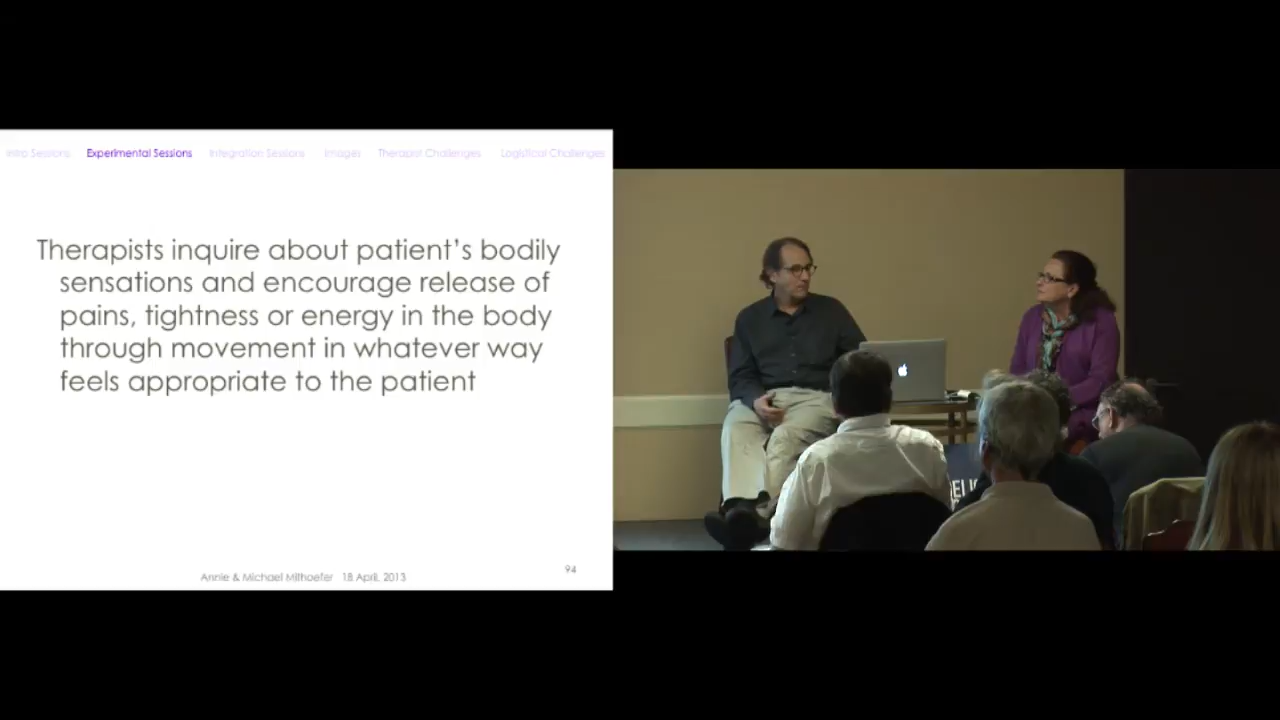 Intro Sessions Experimental Sessions Integration Sessions Images Therapist Challenges Logistical Challenges
Therapists inquire about patient's bodily
sensations and encourage release of
pains, tightness or energy in the body
through movement in whatever way
feels appropriate to the patient
94
Annie & Michael Mithoefer 18 April, 2013